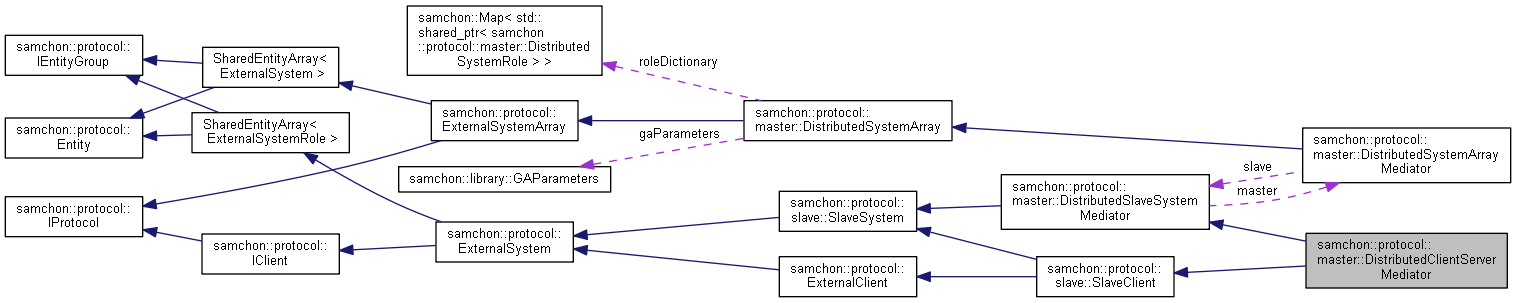 samchon::Map< std::
shared_ptr< samchon
::protocol::master::Distributed
SystemRole > >
samchon::protocol::
IEntityGroup
SharedEntityArray<
ExternalSystem >
roleDictionary
samchon::protocol::
Entity
SharedEntityArray<
ExternalSystemRole >
samchon::protocol::
ExternalSystemArray
gaParameters
samchon::protocol::
master::DistributedSystemArray
samchon::library::GAParameters
samchon::protocol::
master::DistributedSystemArray
Mediator
slave
master
samchon::protocol::
IProtocol
samchon::protocol::
IClient
samchon::protocol::
ExternalSystem
samchon::protocol::
slave::SlaveSystem
samchon::protocol::
master::DistributedSlaveSystem
Mediator
samchon::protocol::
ExternalClient
samchon::protocol::
slave::SlaveClient
samchon::protocol::
master::DistributedClientServer
Mediator